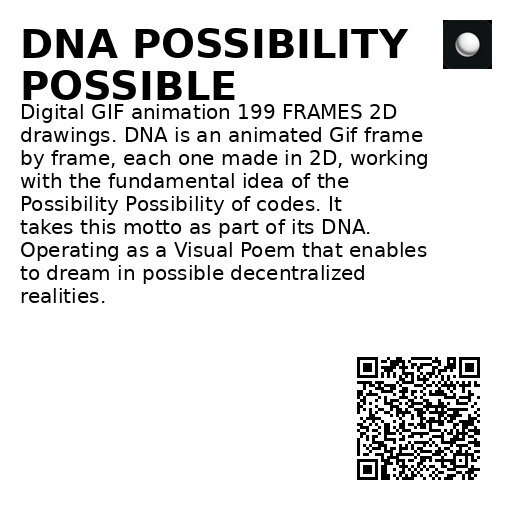 DNA POSSIBILITY
POSSIBLE
Digital GIF animation 199 FRAMES 2D
drawings. DNA is an animated Gif frame
by frame, each one made in 2D, working
with the fundamental idea of the
Possibility Possibility of codes. It
takes this motto as part of its DNA.
Operating as a Visual Poem that enables
to dream in possible decentralized
realities.